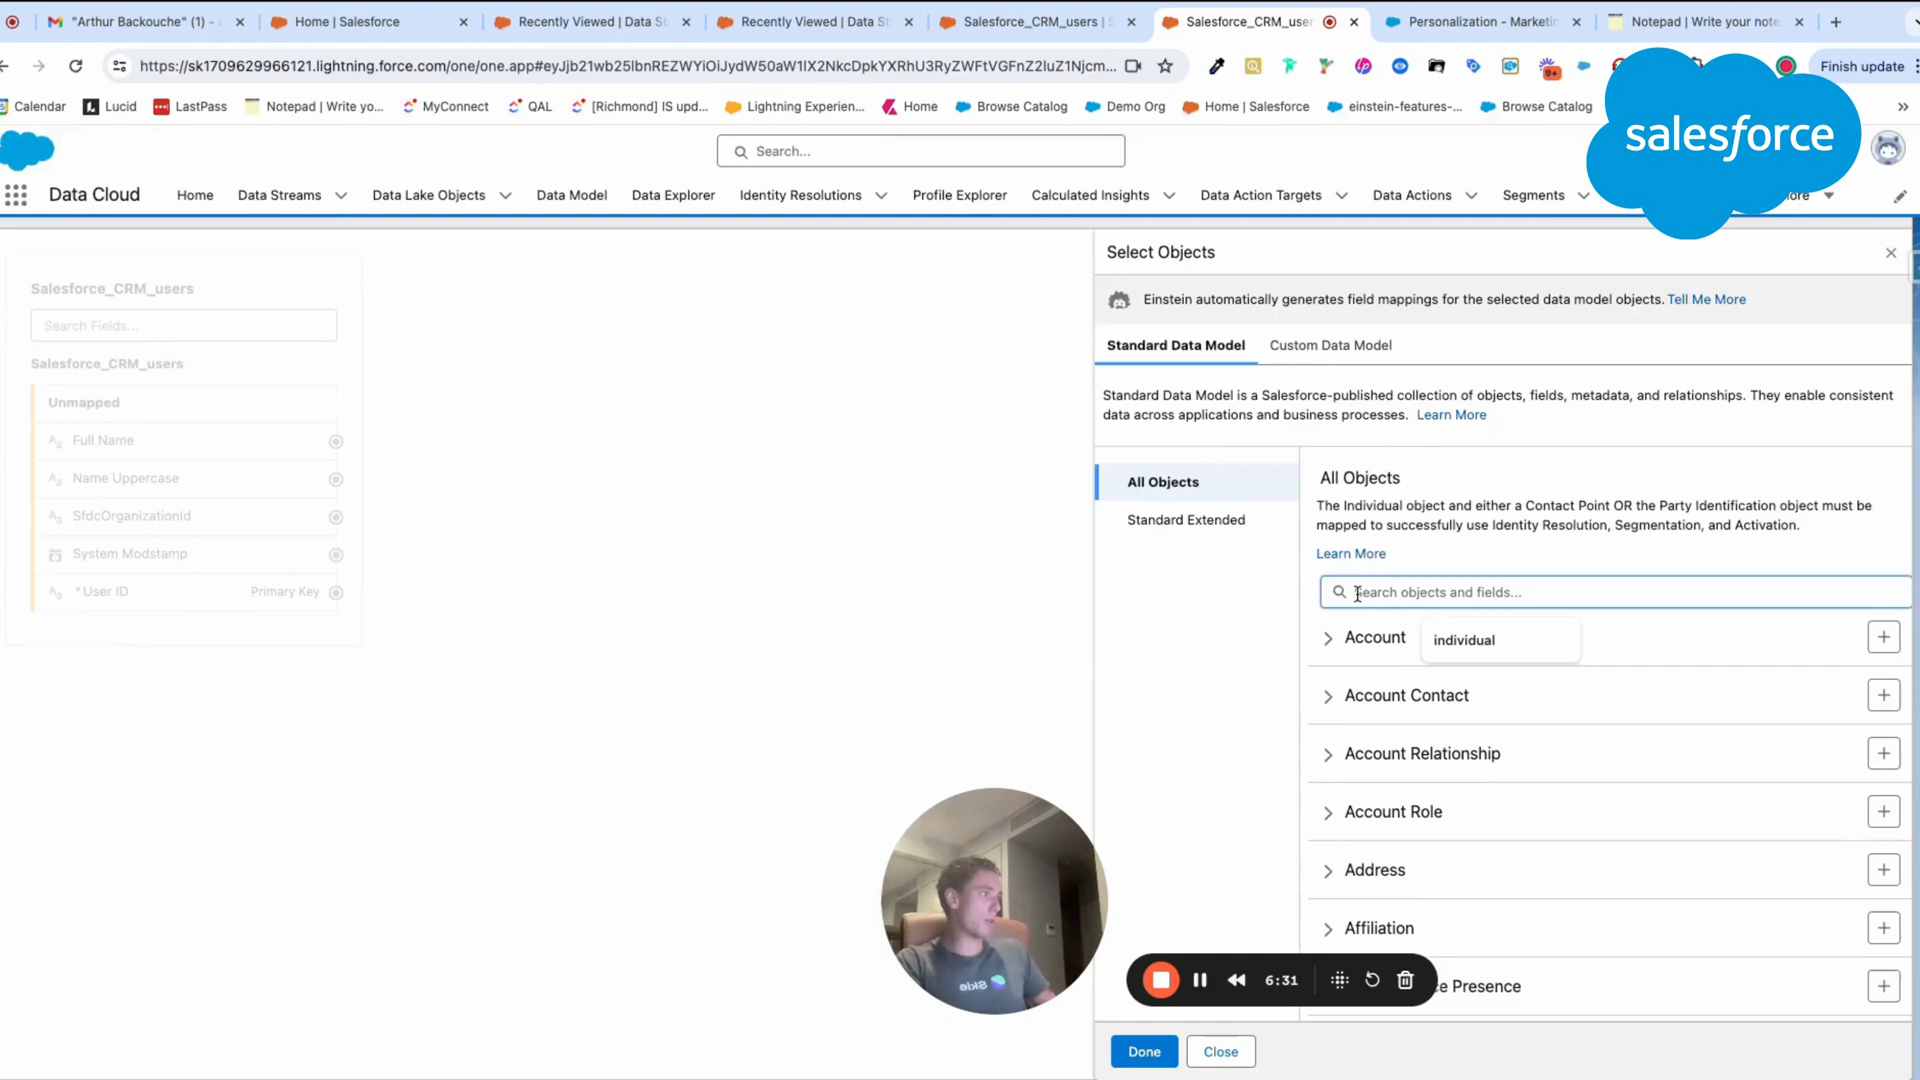 "Arthur Backouche" (1) -
Home | Salesforce
Recently Viewed | Data St
Recently Viewed | Data St
Salesforce_CRM_users | S
Salesforce_CRM_user
Personalization - Marketin
Notepad | Write your note
https://sk1709629966121.lightning.force.com/one/one.app#eyJjb21wb25lbnREZWYiOiJydW50aW1lX2NkcDpkYXRhU3RyZWFtVGFnZ2luZ1Njcm...
9+
Finish update
Calendar
Lucid
LastPass
Notepad | Write yo...
MyConnect
QAL
[Richmond] IS upd...
Lightning Experien...
Home
Browse Catalog
Demo Org
Home | Salesforce
einstein-features-...
Browse Catalog
salesforce
Search...
Data Cloud
Home
Data Streams
Data Lake Objects
Data Model
Data Explorer
Identity Resolutions
Profile Explorer
Calculated Insights
Data Action Targets
Data Actions
Segments
Select Objects
Einstein automatically generates field mappings for the selected data model objects. Tell Me More
Standard Data Model
Custom Data Model
Standard Data Model is a Salesforce-published collection of objects, fields, metadata, and relationships. They enable consistent
data across applications and business processes. Learn More
Salesforce_CRM_users
Search Fields...
Salesforce_CRM_users
Unmapped
Full Name
Name Uppercase
SfdcOrganizationId
System Modstamp
* User ID
Primary Key
All Objects
Standard Extended
All Objects
The Individual object and either a Contact Point OR the Party Identification object must be
mapped to successfully use Identity Resolution, Segmentation, and Activation.
Learn More
Search objects and fields...
individual
Account
Account Contact
Account Relationship
Account Role
Address
Affiliation
ce Presence
Skie
6:31
Done
Close